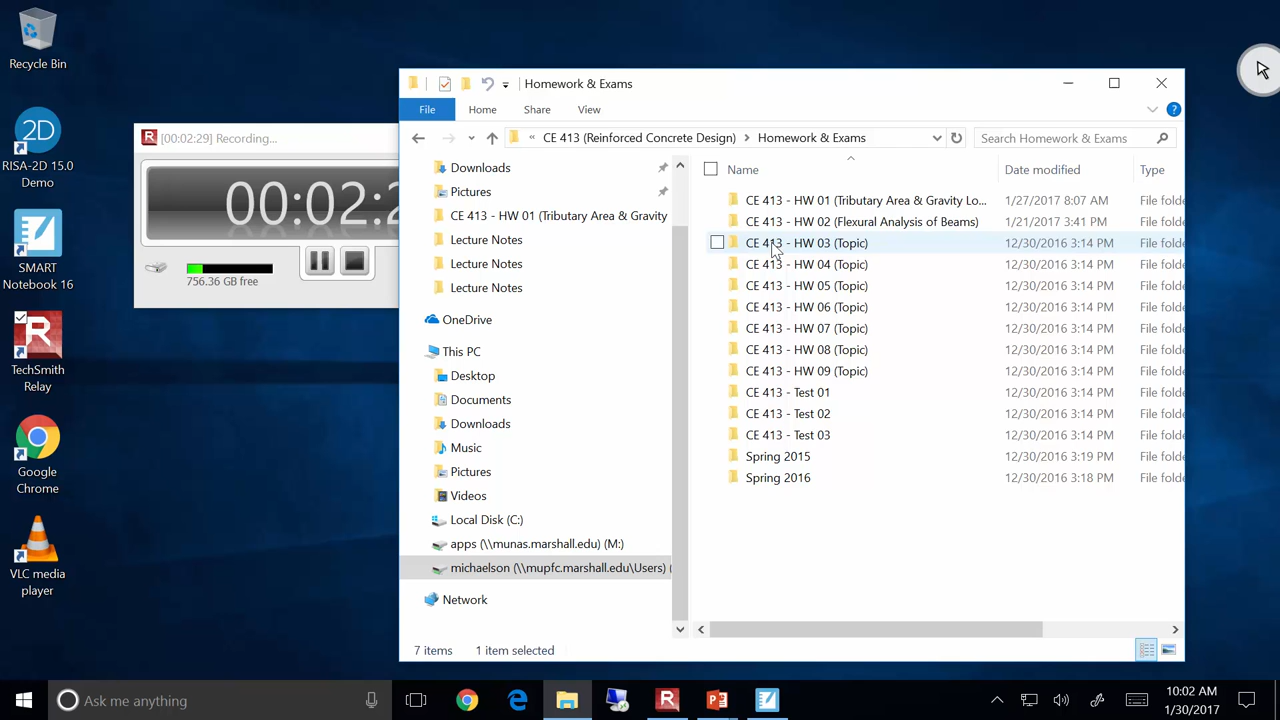 Recycle Bin
RISA-2D 15.0
Demo
SMART
Notebook 16
TechSmith
Relay
Google
Chrome
VLC media
player
[00:02:29] Recording...
00:02:2
756.36 GB free
Homework & Exams
File
Home
Share
View
« CE 413 (Reinforced Concrete Design) > Homework & Exams
Search Homework & Exams
Downloads
Pictures
CE 413 - HW 01 (Tributary Area & Gravity
Lecture Notes
Lecture Notes
Lecture Notes
OneDrive
This PC
Desktop
Documents
Downloads
Music
Pictures
Videos
Local Disk (C:)
apps (\\munas.marshall.edu) (M:)
michaelson (\\mupfc.marshall.edu\Users) (
Network
Name Date modified Type
CE 413 - HW 01 (Tributary Area & Gravity Lo... 1/27/2017 8:07 AM File folde
CE 413 - HW 02 (Flexural Analysis of Beams) 1/21/2017 3:41 PM File folde
CE 413 - HW 03 (Topic) 12/30/2016 3:14 PM File folde
CE 413 - HW 04 (Topic) 12/30/2016 3:14 PM File folde
CE 413 - HW 05 (Topic) 12/30/2016 3:14 PM File folde
CE 413 - HW 06 (Topic) 12/30/2016 3:14 PM File folde
CE 413 - HW 07 (Topic) 12/30/2016 3:14 PM File folde
CE 413 - HW 08 (Topic) 12/30/2016 3:14 PM File folde
CE 413 - HW 09 (Topic) 12/30/2016 3:14 PM File folde
CE 413 - Test 01 12/30/2016 3:14 PM File folde
CE 413 - Test 02 12/30/2016 3:14 PM File folde
CE 413 - Test 03 12/30/2016 3:14 PM File folde
Spring 2015 12/30/2016 3:19 PM File folde
Spring 2016 12/30/2016 3:18 PM File folde
7 items 1 item selected
Ask me anything
10:02 AM
1/30/2017